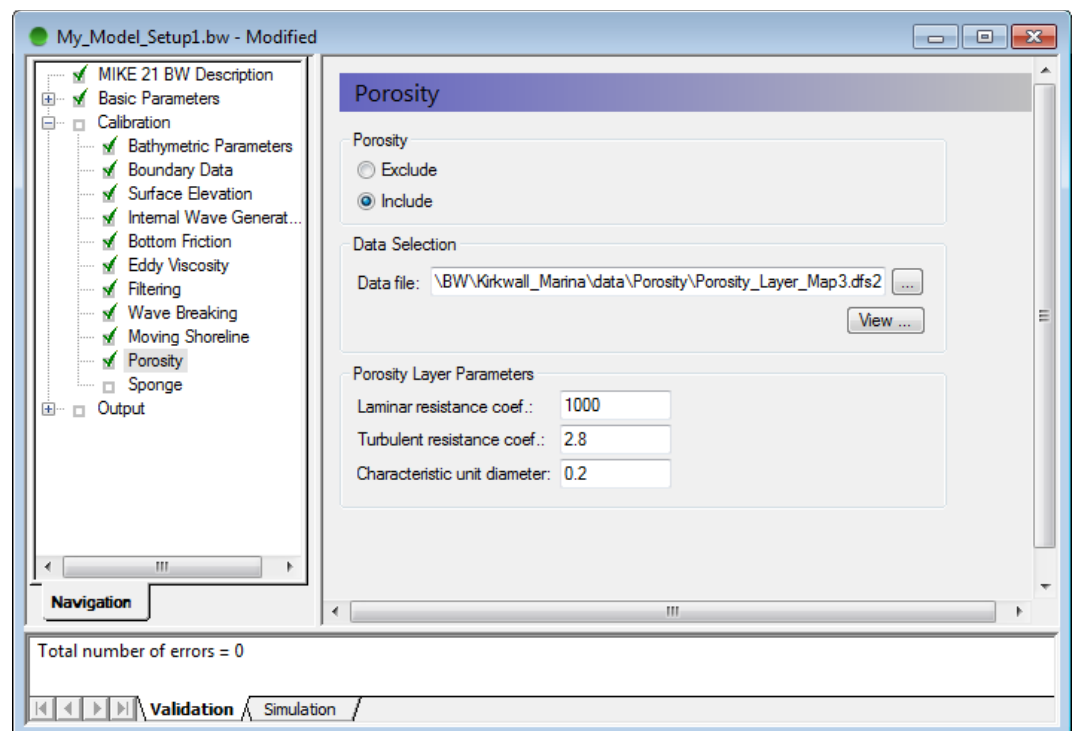 My_Model_Setup1.bw - Modified
MIKE 21 BW Description
Basic Parameters
Calibration
Bathymetric Parameters
Boundary Data
Surface Elevation
Internal Wave Generat...
Bottom Friction
Eddy Viscosity
Filtering
Wave Breaking
Moving Shoreline
Porosity
Sponge
Output
Navigation
Porosity
Porosity
Exclude
Include
Data Selection
Data file: \BW\Kirkwall_Marina\data\Porosity\Porosity_Layer_Map3.dfs2 ...
View ...
Porosity Layer Parameters
Laminar resistance coef.: 1000
Turbulent resistance coef.: 2.8
Characteristic unit diameter: 0.2
Total number of errors = 0
Validation Simulation